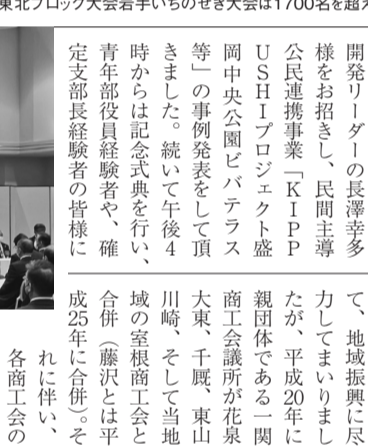 東北ブロック大会若手いちのせき大会は1700名を超え
開発リーダーの長澤幸多
様をお招きし、民間主導
公民連携事業「KIPP
USHIプロジェクト盛
岡中央公園ビバテラス
等」の事例発表をして頂
きました。続いて午後4
時からは記念式典を行い、
青年部役員経験者や、確
定支部長経験者の皆様に
て、地域振興に尽
力してまいりまし
たが、平成20年に
親団体である一関
商工会議所が花泉
大東、千厩、東山
川崎、そして当地
域の室根商工会と
合併（藤沢とは平
成25年に合併）。そ
れに伴い、
各商工会の